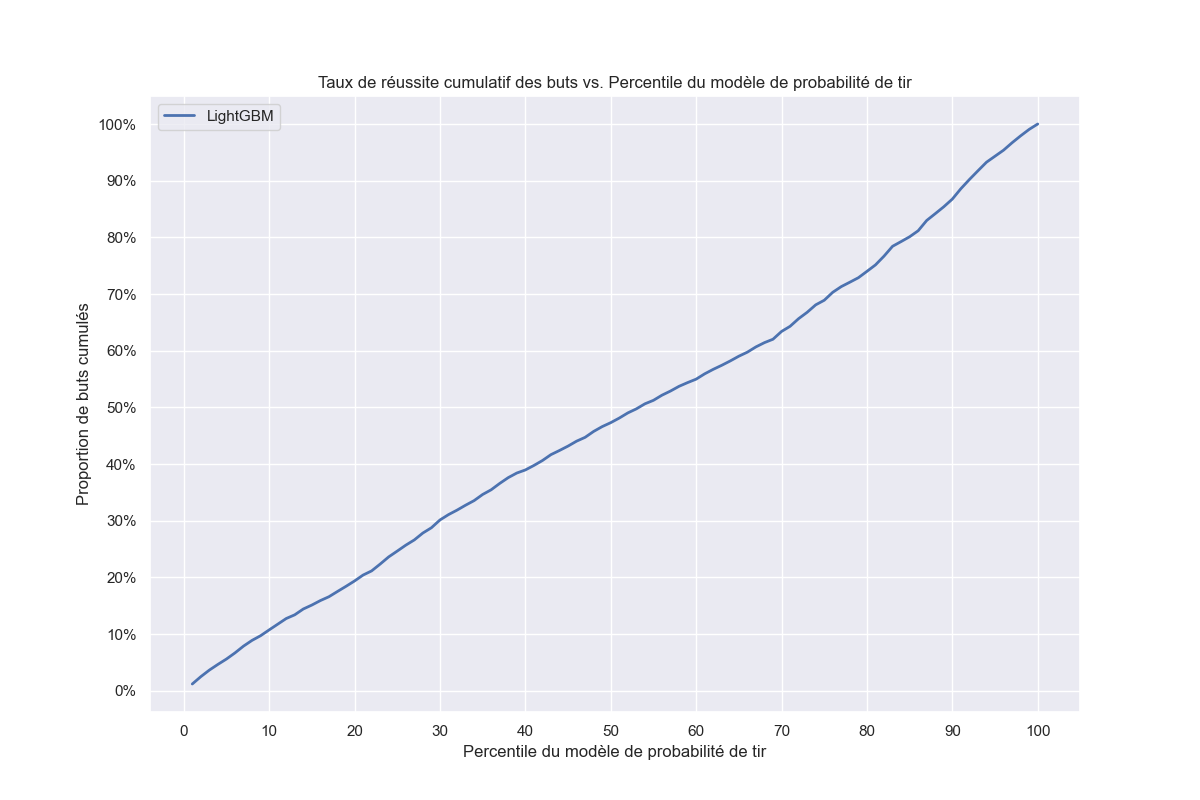 Taux de réussite cumulatif des buts vs. Percentile du modèle de probabilité de tir
LightGBM
100%
90%
80%
70%
60%
50%
40%
30%
20%
10%
0%
Proportion de buts cumulés
0 10 20 30 40 50 60 70 80 90 100
Percentile du modèle de probabilité de tir